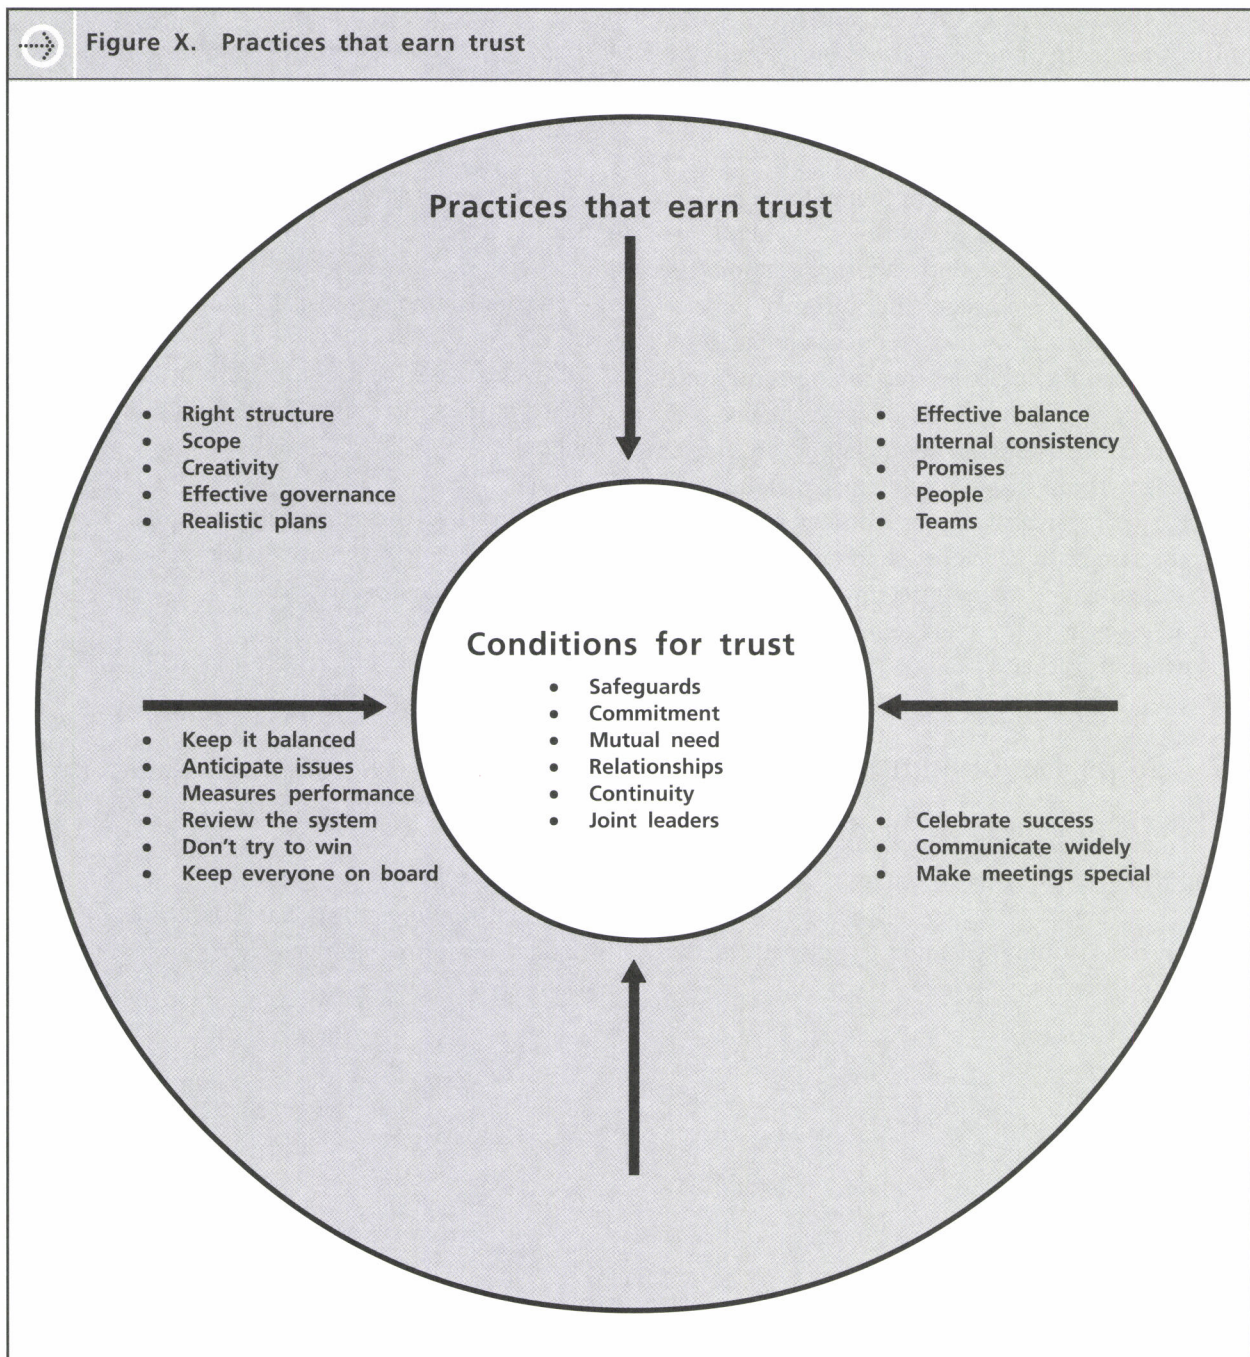 Figure X. Practices that earn trust
Practices that earn trust
• Right structure
• Scope
• Creativity
• Effective governance
• Realistic plans
• Effective balance
• Internal consistency
• Promises
• People
• Teams
Conditions for trust
• Safeguards
• Commitment
• Mutual need
• Relationships
• Continuity
• Joint leaders
• Keep it balanced
• Anticipate issues
• Measures performance
• Review the system
• Don't try to win
• Keep everyone on board
• Celebrate success
• Communicate widely
• Make meetings special